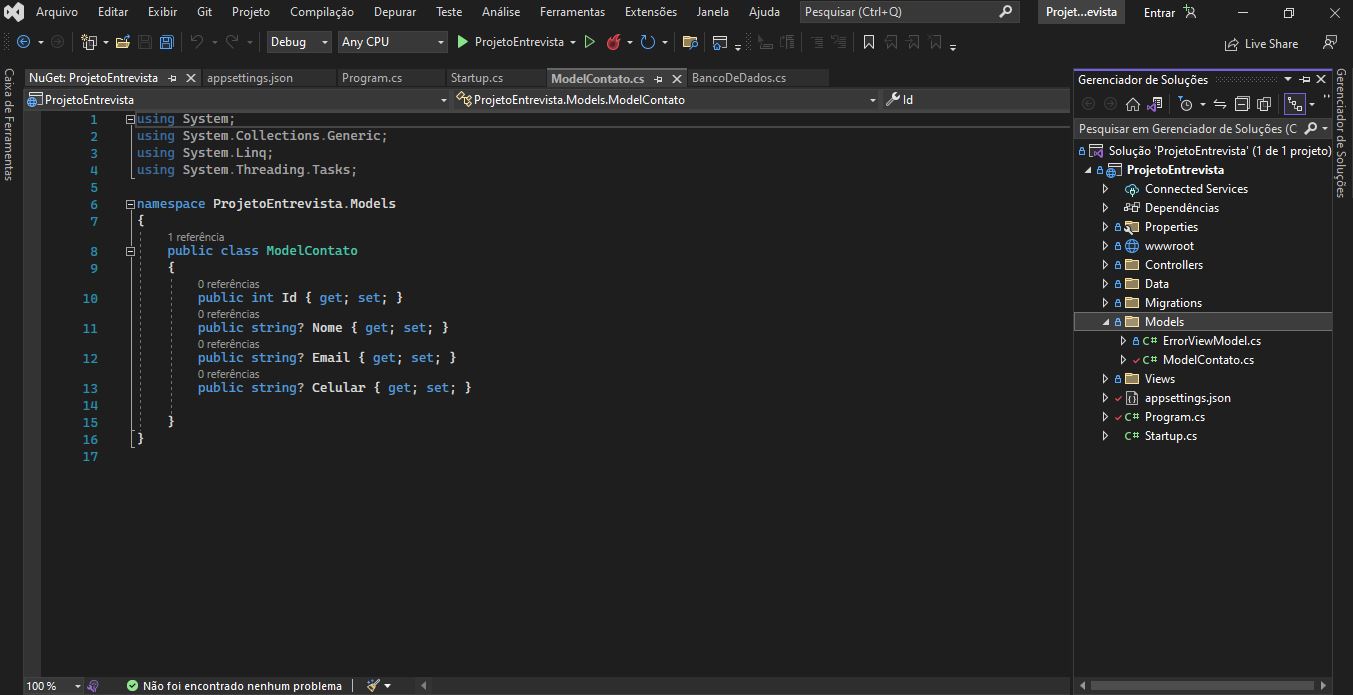 Arquivo Editar Exibir Git Projeto Compilação Depurar Teste Análise Ferramentas Extensões Janela Ajuda Pesquisar (Ctrl+Q) Projet...evista Entrar
Debug Any CPU ProjetoEntrevista Live Share
Caixa de Ferramentas
NuGet: ProjetoEntrevista appsettings.json Program.cs Startup.cs ModelContato.cs BancoDeDados.cs
ProjetoEntrevista ProjetoEntrevista.Models.ModelContato Id
1 using System;
2 using System.Collections.Generic;
3 using System.Linq;
4 using System.Threading.Tasks;
5
6 namespace ProjetoEntrevista.Models
7 {
1 referência
8 public class ModelContato
9 {
0 referências
10 public int Id { get; set; }
0 referências
11 public string? Nome { get; set; }
0 referências
12 public string? Email { get; set; }
0 referências
13 public string? Celular { get; set; }
14
15 }
16 }
17
100 % Não foi encontrado nenhum problema
Gerenciador de Soluções
Pesquisar em Gerenciador de Soluções (C
Solução 'ProjetoEntrevista' (1 de 1 projeto)
ProjetoEntrevista
Connected Services
Dependências
Properties
wwwroot
Controllers
Data
Migrations
Models
C# ErrorViewModel.cs
C# ModelContato.cs
Views
appsettings.json
C# Program.cs
C# Startup.cs
Gerenciador de Soluções